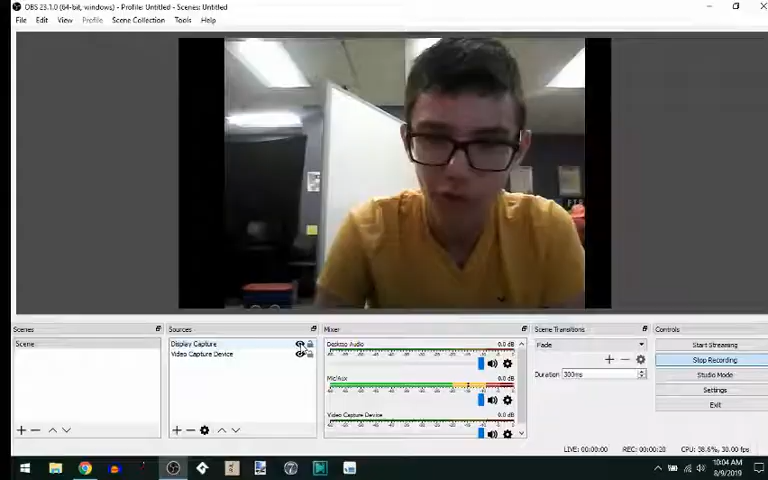 OBS 23.1.0 (64-bit, windows) - Profile: Untitled - Scenes: Untitled
File Edit View Profile Scene Collection Tools Help
Scenes Sources Mixer Scene Transitions Controls
Scene
Display Capture
Video Capture Device
Desktop Audio 0.0 dB
Mic/Aux 0.0 dB
Video Capture Device 0.0 dB
Fade
Duration 300ms
Start Streaming
Stop Recording
Studio Mode
Settings
Exit
LIVE: 00:00:00 REC: 00:00:20 CPU: 38.6%, 30.00 fps
10:04 AM
8/9/2019